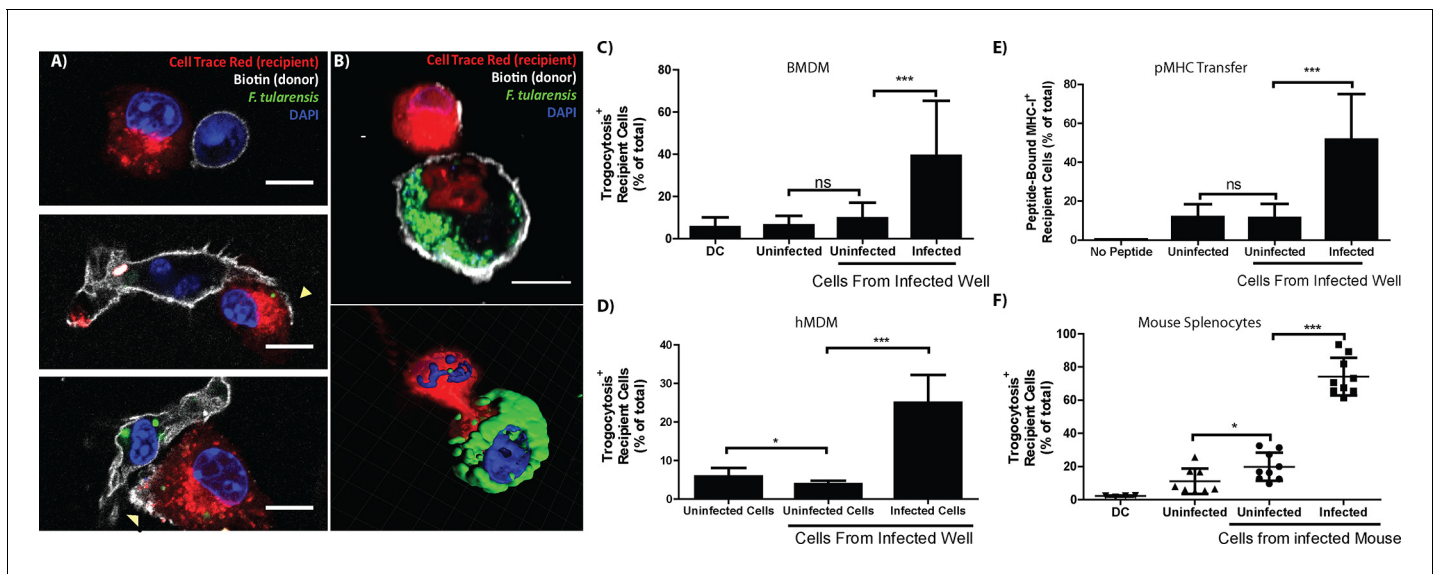 A)
Cell Trace Red (recipient)
Biotin (donor)
F. tularensis
DAPI
B)
Cell Trace Red (recipient)
Biotin (donor)
F. tularensis
DAPI
C)
BMDM
Trogocytosis+
Recipient Cells
(% of total)
80
60
40
20
0
ns
***
DC
Uninfected
Uninfected
Infected
Cells From Infected Well
D)
hMDM
Trogocytosis+
Recipient Cells
(% of total)
40
30
20
10
0
*
***
Uninfected Cells
Uninfected Cells
Infected Cells
Cells From Infected Well
E)
pMHC Transfer
Peptide-Bound MHC-I+
Recipient Cells (% of total)
80
60
40
20
0
ns
***
No Peptide
Uninfected
Uninfected
Infected
Cells From Infected Well
F)
Mouse Splenocytes
Trogocytosis+
Recipient Cells
(% of total)
100
80
60
40
20
0
*
***
DC
Uninfected
Uninfected
Infected
Cells from infected Mouse